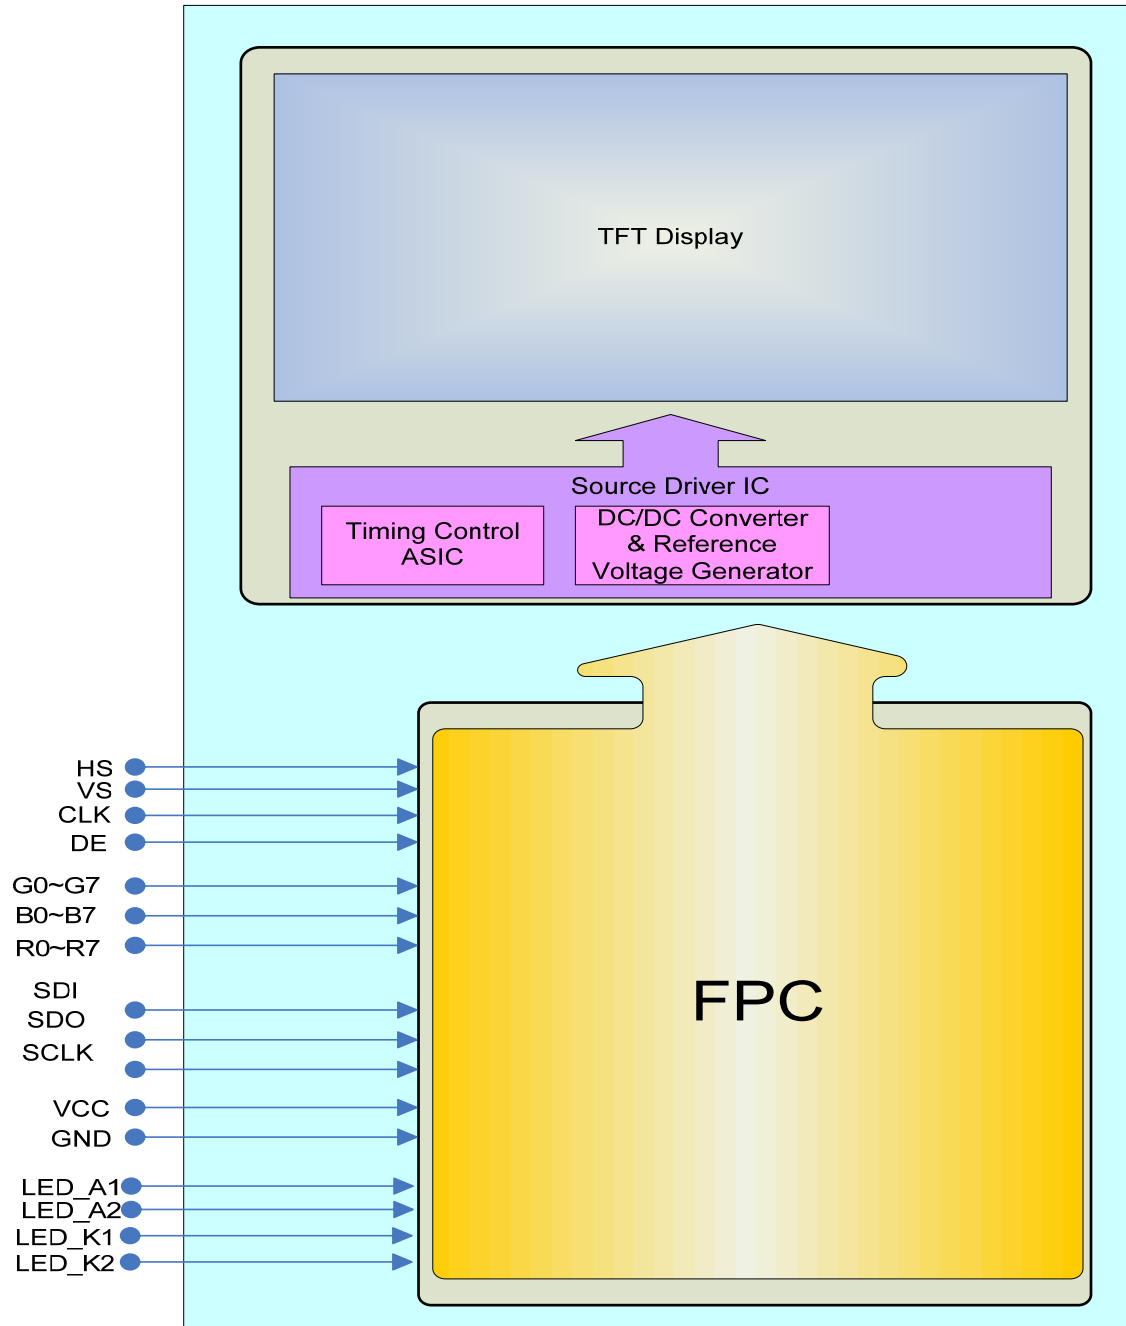 TFT Display
Source Driver IC
Timing Control
ASIC
DC/DC Converter
& Reference
Voltage Generator
HS
VS
CLK
DE
G0~G7
B0~B7
R0~R7
SDI
SDO
SCLK
VCC
GND
LED_A1
LED_A2
LED_K1
LED_K2
FPC